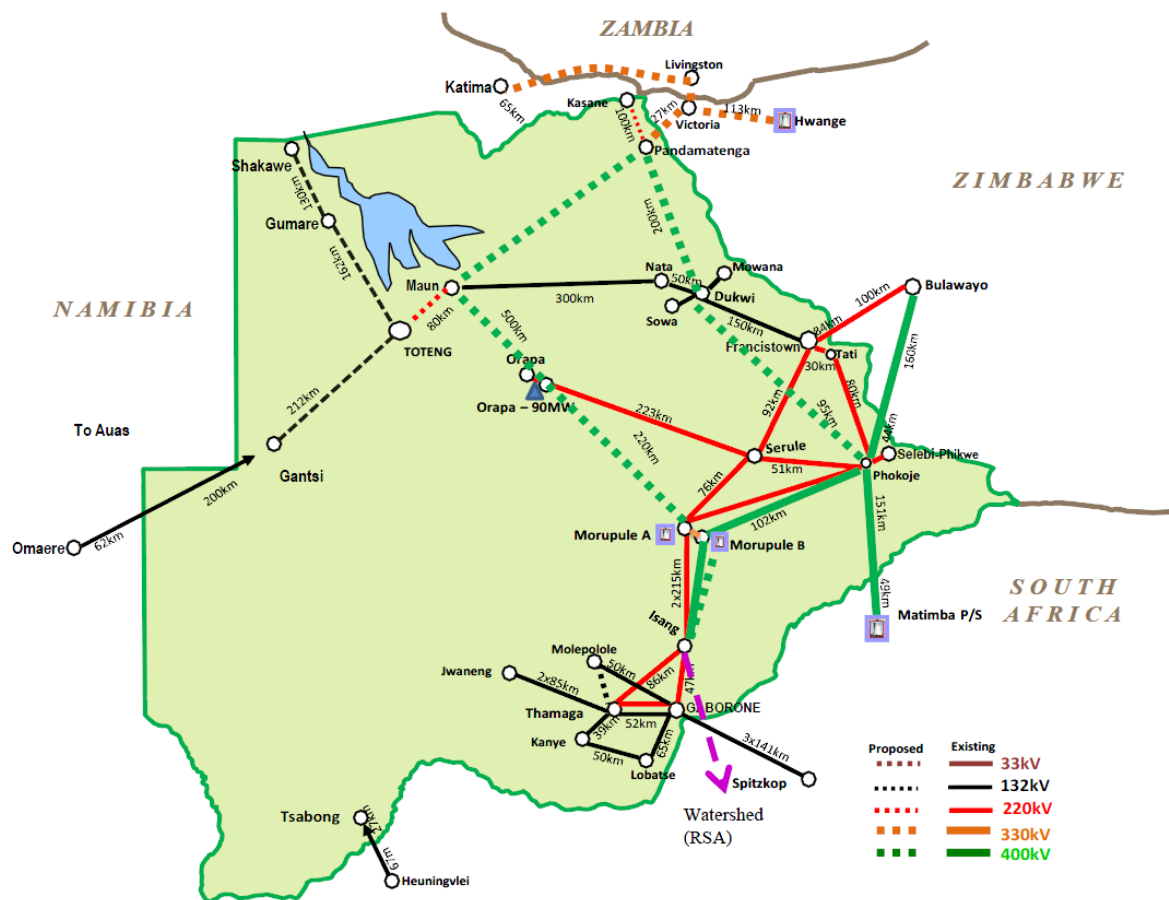 ZAMBIA
Livingston
Katima
65km
Kasane
100km
27km
Victoria
113km
Hwange
Pandamatenga
Shakawe
130km
ZIMBABWE
Gumare
162km
200km
Maun
Nata
50km
Mowana
Dukwi
Sowa
300km
150km
Bulawayo
100km
84km
NAMIBIA
80km
TOTENG
500km
Francistown
Tati
30km
160km
Orapa
Orapa – 90MW
223km
92km
80km
95km
212km
To Auas
Gantsi
200km
220km
Serule
51km
44km
Selebi-Phikwe
Phokoje
76km
151km
102km
Omaere
62km
Morupule A
Morupule B
2x215km
49km
Matimba P/S
SOUTH
AFRICA
Isang
Molepolole
50km
86km
47km
Jwaneng
2x85km
Thamaga
GABORONE
52km
39km
Kanye
50km
65km
Lobatse
3x141km
Spitzkop
Watershed
(RSA)
Tsabong
27km
67m
Heuningvlei
Proposed Existing
33kV
132kV
220kV
330kV
400kV